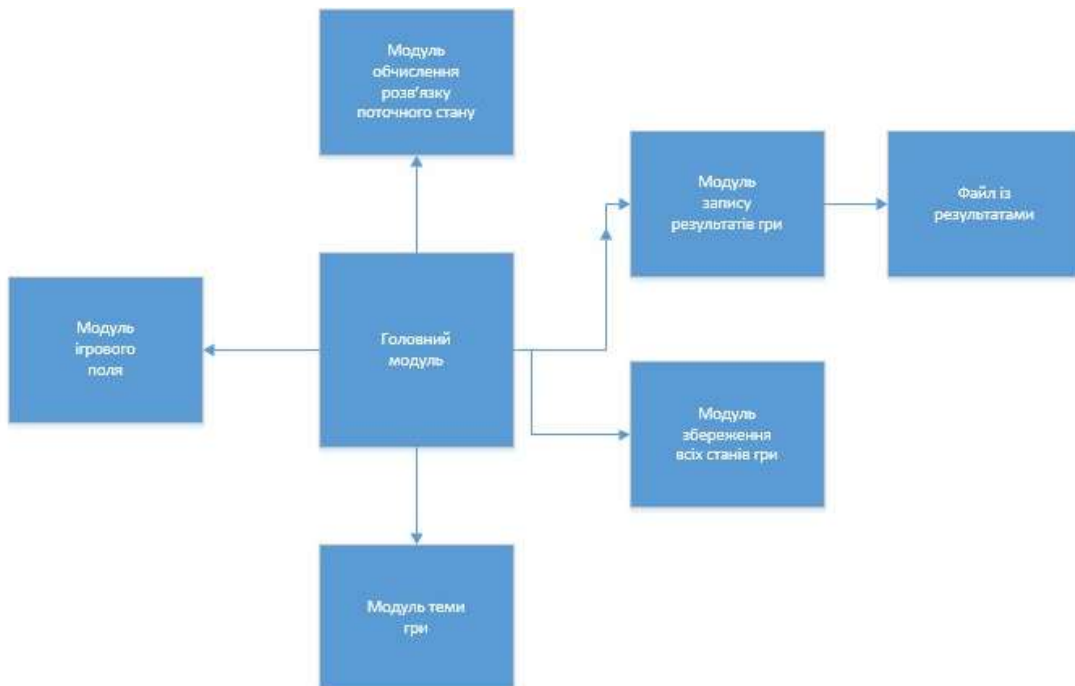 Модуль
обчислення
розв'язку
поточного стану
Модуль
запису
результатів гри
Файл із
результатами
Модуль
ігрового
поля
Головний
модуль
Модуль
збереження
всіх станів гри
Модуль теми
гри